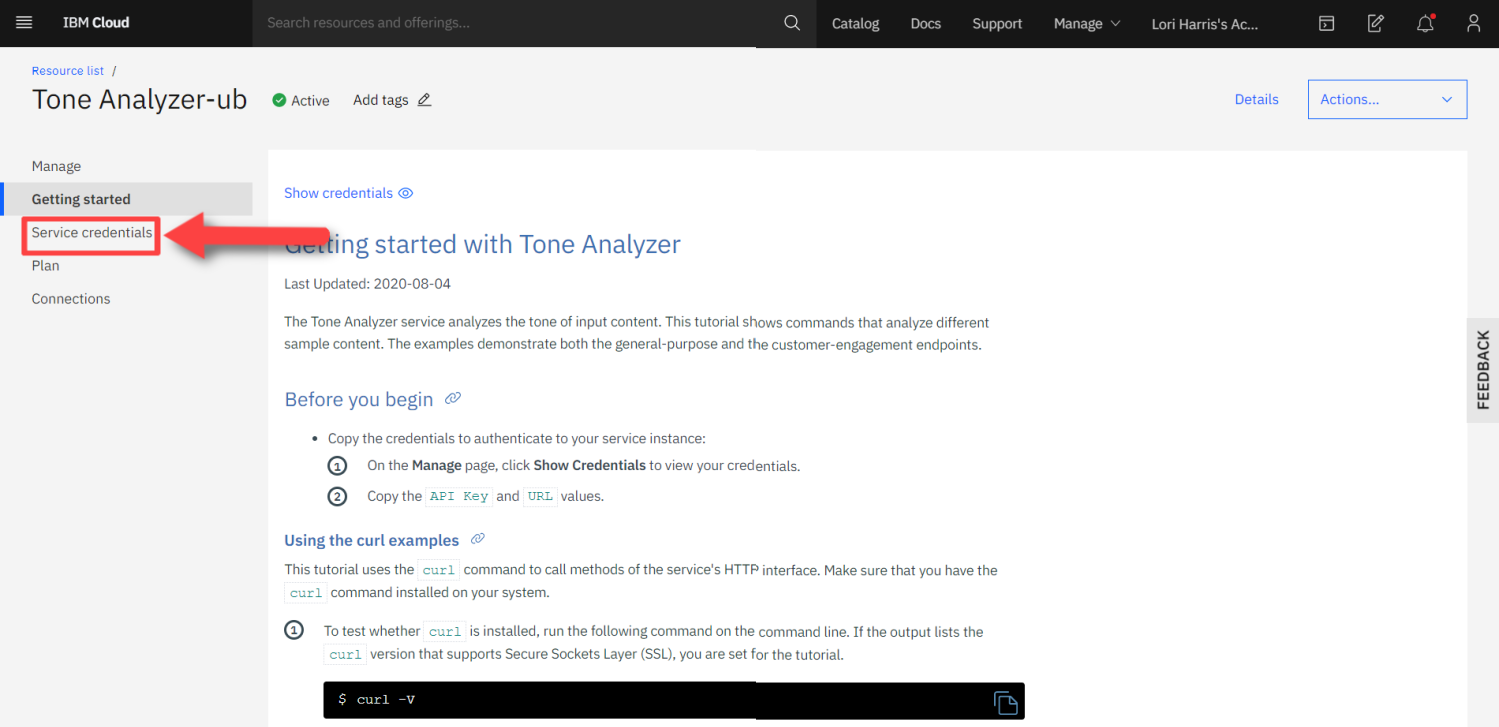 IBM Cloud
Search resources and offerings...
Catalog
Docs
Support
Manage
Lori Harris's Ac...
Resource list /
Tone Analyzer-ub
Active
Add tags
Details
Actions...
Manage
Getting started
Service credentials
Plan
Connections
Show credentials
Getting started with Tone Analyzer
Last Updated: 2020-08-04
The Tone Analyzer service analyzes the tone of input content. This tutorial shows commands that analyze different
sample content. The examples demonstrate both the general-purpose and the customer-engagement endpoints.
Before you begin
• Copy the credentials to authenticate to your service instance:
1 On the Manage page, click Show Credentials to view your credentials.
2 Copy the API Key and URL values.
Using the curl examples
This tutorial uses the curl command to call methods of the service's HTTP interface. Make sure that you have the
curl command installed on your system.
1 To test whether curl is installed, run the following command on the command line. If the output lists the
curl version that supports Secure Sockets Layer (SSL), you are set for the tutorial.
$ curl -V
FEEDBACK